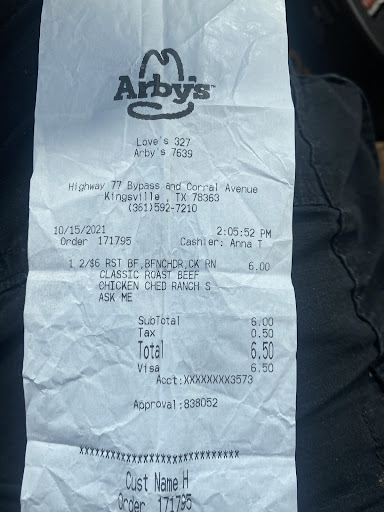 Arby's
Love's 327
Arby's 7639
Highway 77 Bypass and Corral Avenue
Kingsville , TX 78363
(361)592-7210
10/15/2021 2:05:52 PM
Order 171795 Cashier: Anna T
1 2/$6 RST BF,BFNCHDR,CK RN 6.00
CLASSIC ROAST BEEF
CHICKEN CHED RANCH S
ASK ME
SubTotal 6.00
Tax 0.50
Total 6.50
Visa 6.50
Acct:XXXXXXXX3573
Approval:838052
xxxxxxxxxxxxxxxxxxxxxxxxxxx
Cust Name H
Order 171795